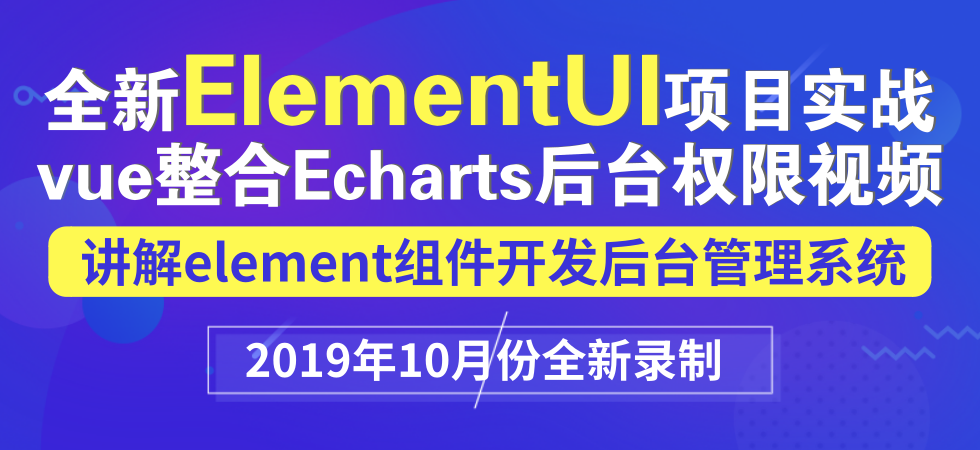 全新ElementUI项目实战
vue整合Echarts后台权限视频
讲解element组件开发后台管理系统
2019年10月份全新录制